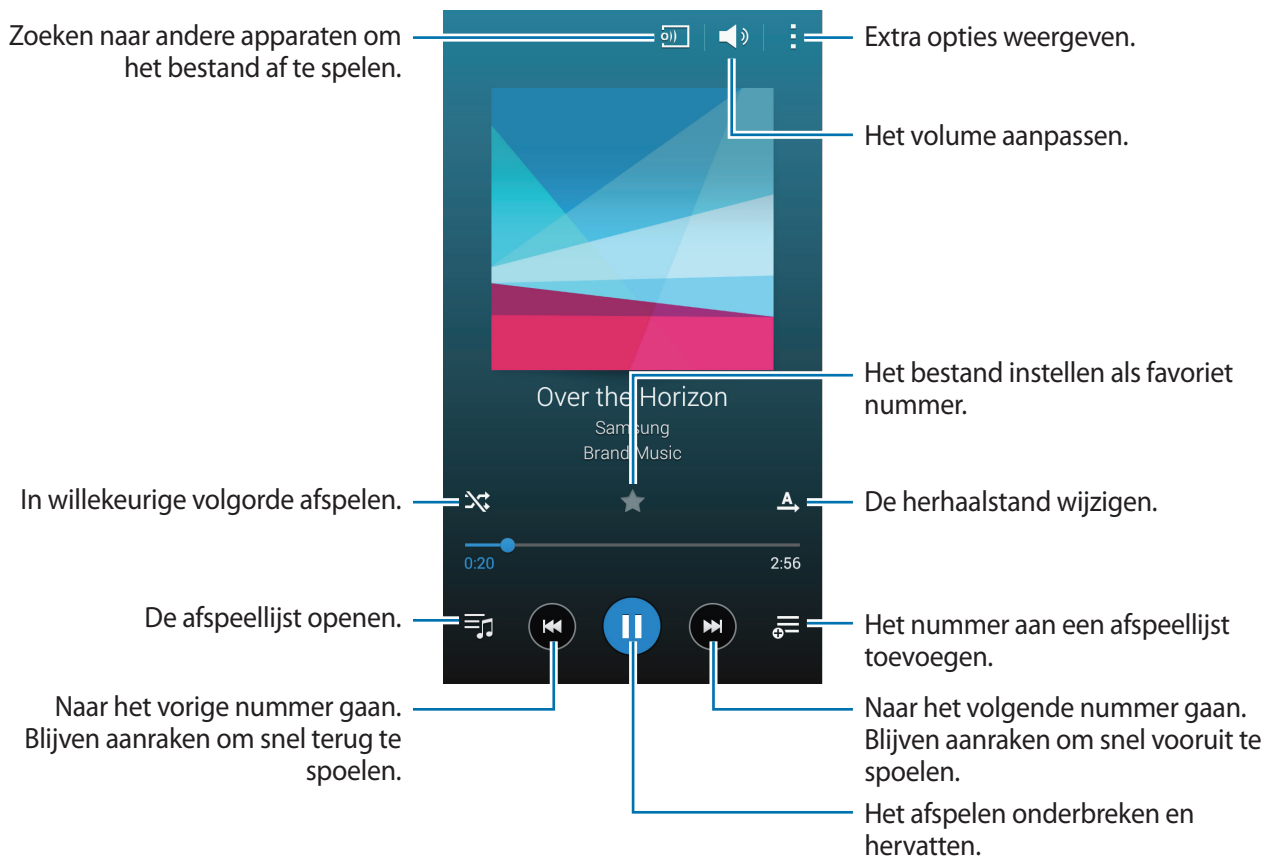 Zoeken naar andere apparaten om
het bestand af te spelen.
Extra opties weergeven.
Het volume aanpassen.
Het bestand instellen als favoriet
nummer.
Over the Horizon
Samsung
Brand Music
In willekeurige volgorde afspelen.
A
De herhaalstand wijzigen.
0:20
2:56
De afspeellijst openen.
Het nummer aan een afspeellijst
toevoegen.
Naar het vorige nummer gaan.
Blijven aanraken om snel terug te
spoelen.
Naar het volgende nummer gaan.
Blijven aanraken om snel vooruit te
spoelen.
Het afspelen onderbreken en
hervatten.